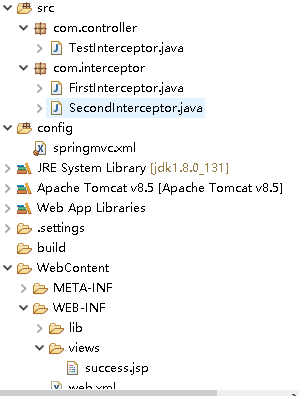 src
com.controller
TestInterceptor.java
com.interceptor
FirstInterceptor.java
SecondInterceptor.java
config
springmvc.xml
JRE System Library [jdk1.8.0_131]
Apache Tomcat v8.5 [Apache Tomcat v8.5]
Web App Libraries
.settings
build
WebContent
META-INF
WEB-INF
lib
views
success.jsp
web.xml